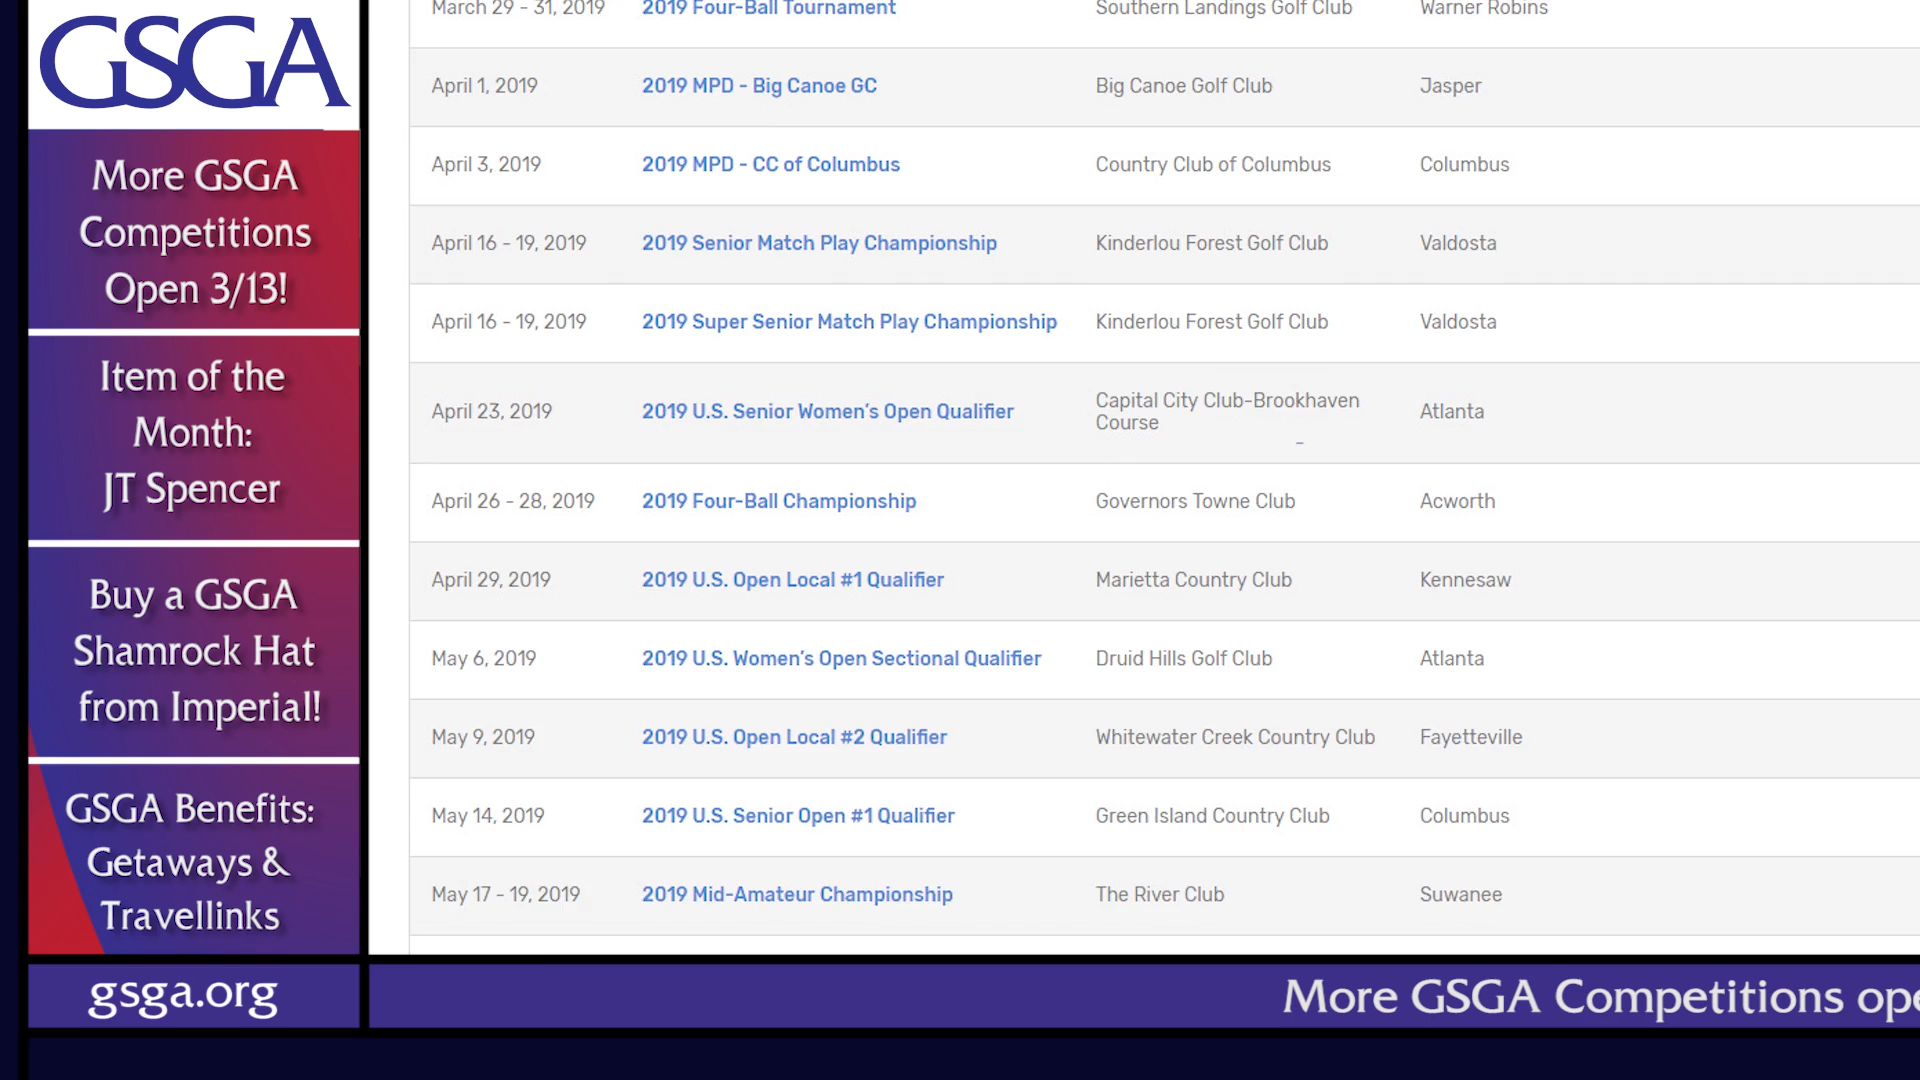 GSGA
More GSGA
Competitions
Open 3/13!
Item of the
Month:
JT Spencer
Buy a GSGA
Shamrock Hat
from Imperial!
GSGA Benefits:
Getaways &
Travellinks
gsga.org
March 29 - 31, 2019 2019 Four-Ball Tournament Southern Landings Golf Club Warner Robins
April 1, 2019 2019 MPD - Big Canoe GC Big Canoe Golf Club Jasper
April 3, 2019 2019 MPD - CC of Columbus Country Club of Columbus Columbus
April 16 - 19, 2019 2019 Senior Match Play Championship Kinderlou Forest Golf Club Valdosta
April 16 - 19, 2019 2019 Super Senior Match Play Championship Kinderlou Forest Golf Club Valdosta
April 23, 2019 2019 U.S. Senior Women's Open Qualifier Capital City Club-Brookhaven Course Atlanta
April 26 - 28, 2019 2019 Four-Ball Championship Governors Towne Club Acworth
April 29, 2019 2019 U.S. Open Local #1 Qualifier Marietta Country Club Kennesaw
May 6, 2019 2019 U.S. Women's Open Sectional Qualifier Druid Hills Golf Club Atlanta
May 9, 2019 2019 U.S. Open Local #2 Qualifier Whitewater Creek Country Club Fayetteville
May 14, 2019 2019 U.S. Senior Open #1 Qualifier Green Island Country Club Columbus
May 17 - 19, 2019 2019 Mid-Amateur Championship The River Club Suwanee
More GSGA Competitions ope